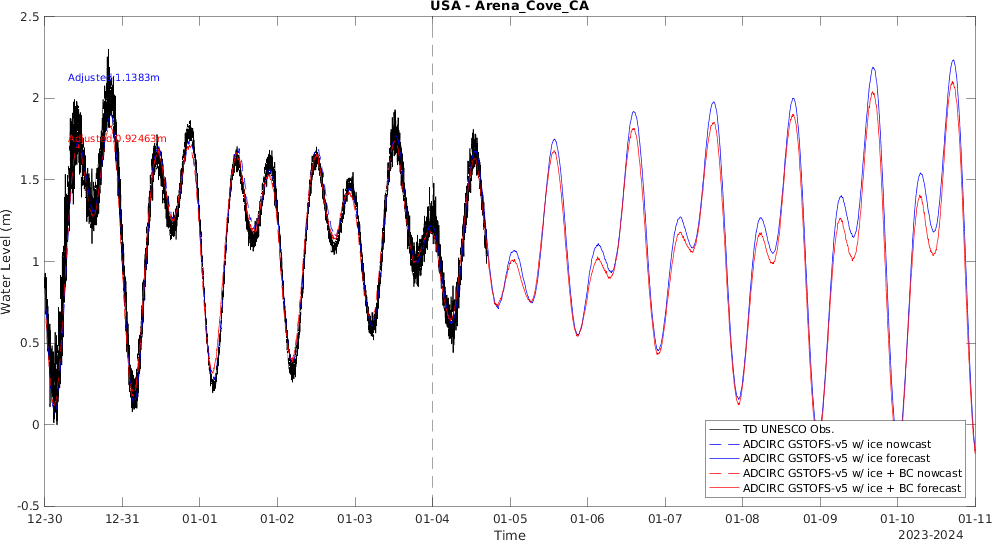 USA - Arena_Cove_CA
2.5
2
1.5
1
0.5
0
-0.5
Water Level (m)
Adjusted 1.1383m
Adjusted 0.92463m
TD UNESCO Obs.
ADCIRC GSTOFS-v5 w/ ice nowcast
ADCIRC GSTOFS-v5 w/ ice forecast
ADCIRC GSTOFS-v5 w/ ice + BC nowcast
ADCIRC GSTOFS-v5 w/ ice + BC forecast
12-30 12-31 01-01 01-02 01-03 01-04 01-05 01-06 01-07 01-08 01-09 01-10 01-11
Time
2023-2024